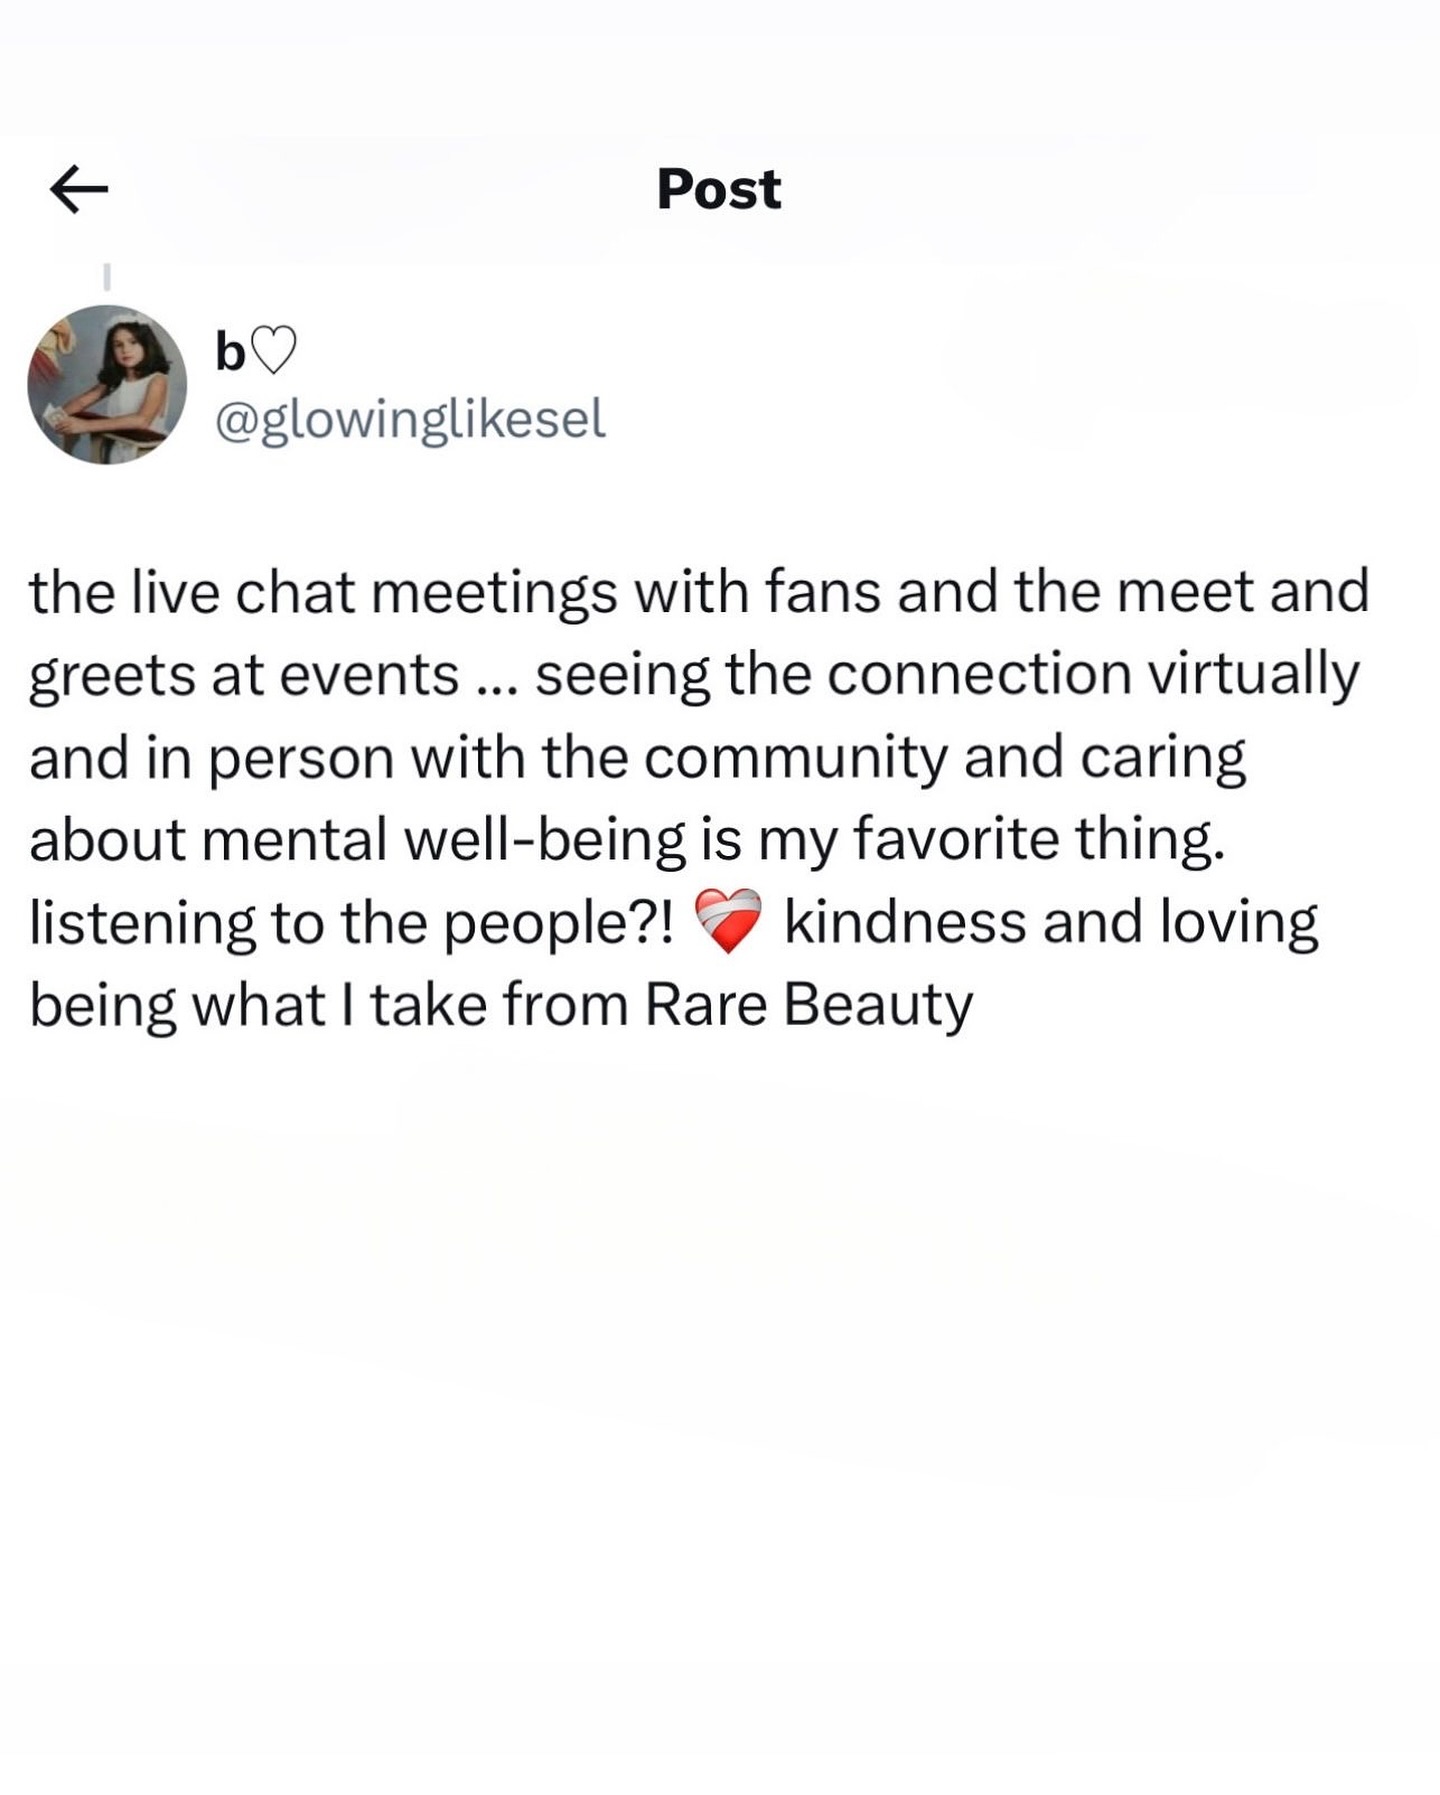 Post
b♡
@glowinglikesel
the live chat meetings with fans and the meet and
greets at events ... seeing the connection virtually
and in person with the community and caring
about mental well-being is my favorite thing.
listening to the people?! ❤️‍🩹 kindness and loving
being what I take from Rare Beauty